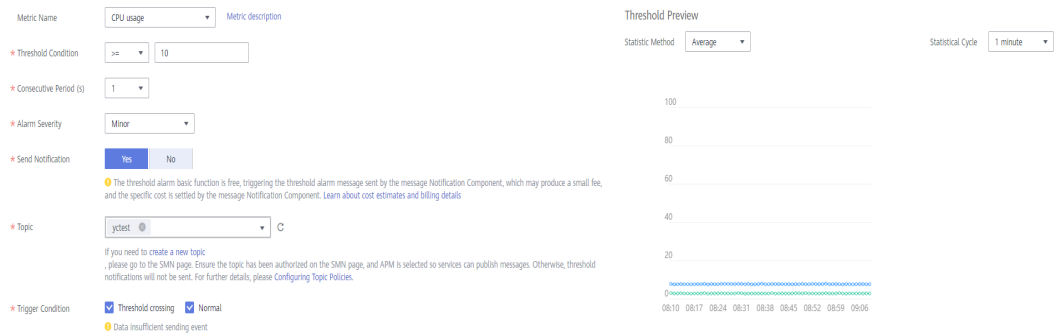 Metric Name CPU usage Metric description
* Threshold Condition >= 10
* Consecutive Period (s) 1
* Alarm Severity Minor
* Send Notification Yes No
The threshold alarm basic function is free, triggering the threshold alarm message sent by the message Notification Component, which may produce a small fee,
and the specific cost is settled by the message Notification Component. Learn about cost estimates and billing details
* Topic yctest
If you need to create a new topic
, please go to the SMN page. Ensure the topic has been authorized on the SMN page, and APM is selected so services can publish messages. Otherwise, threshold
notifications will not be sent. For further details, please Configuring Topic Policies.
* Trigger Condition Threshold crossing Normal
Data insufficient sending event
Threshold Preview
Statistic Method Average Statistical Cycle 1 minute
100
80
60
40
20
0
08:10 08:17 08:24 08:31 08:38 08:45 08:52 08:59 09:06